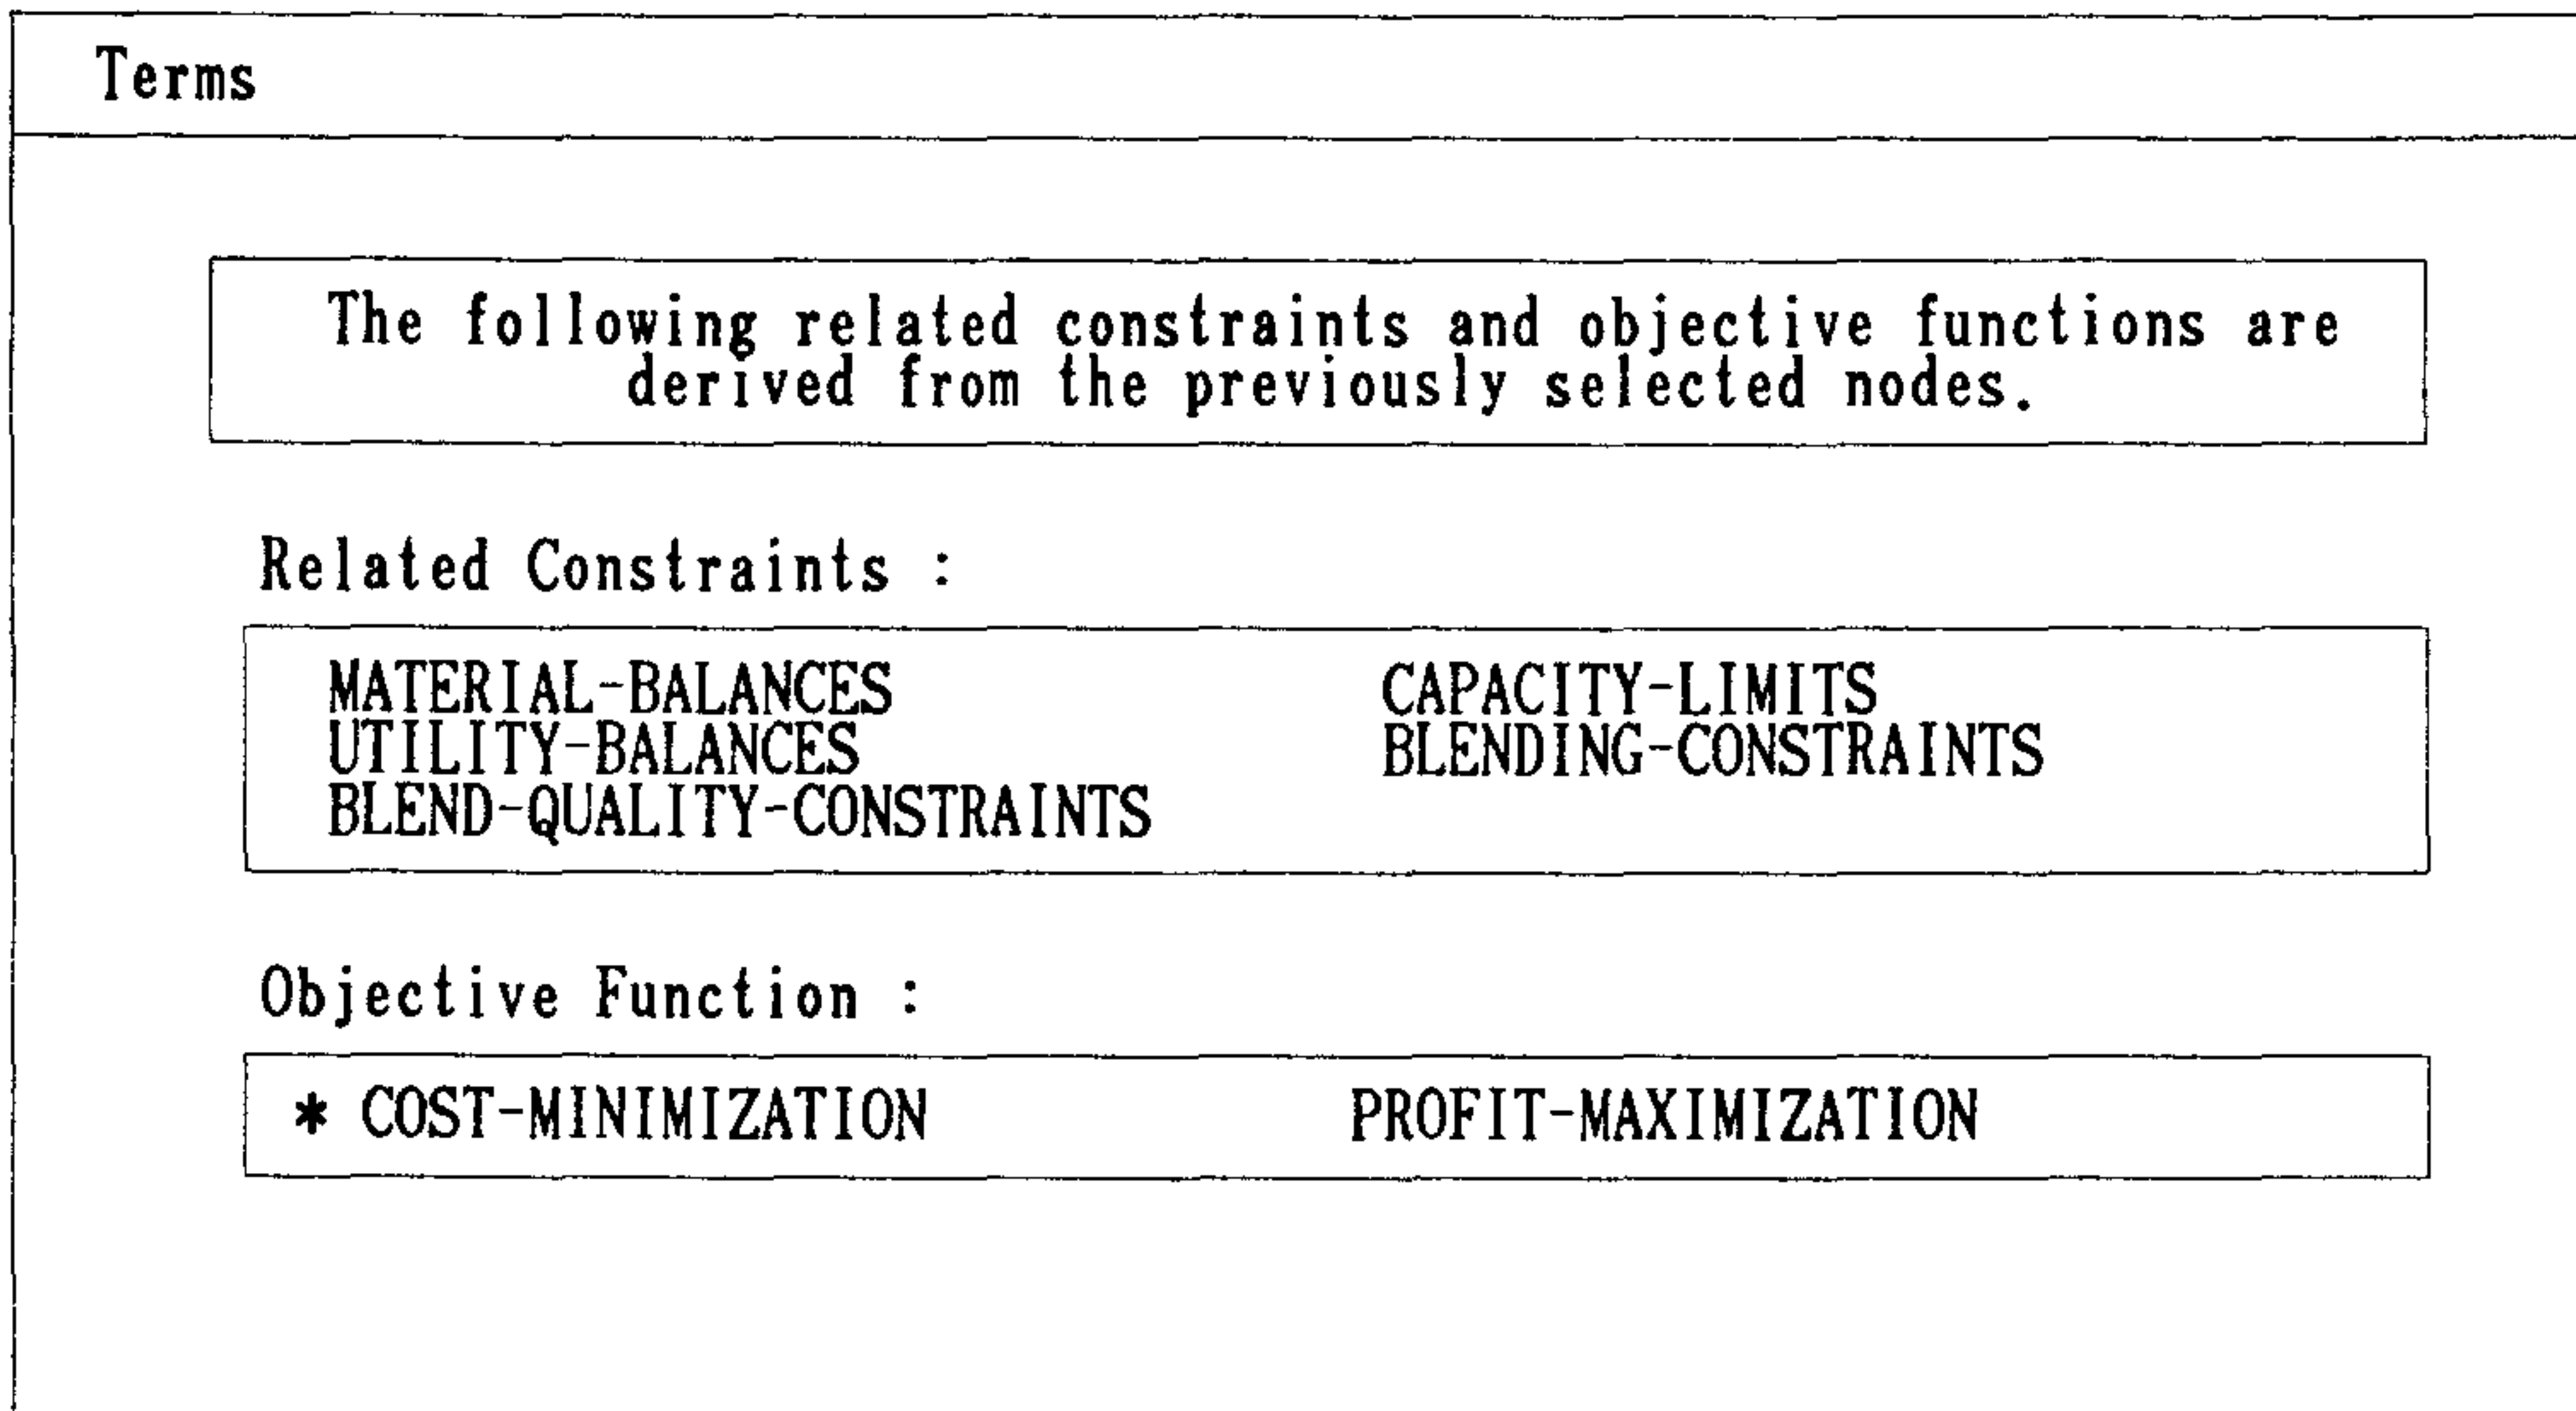 Terms
The following related constraints and objective functions are
derived from the previously selected nodes.
Related Constraints :
MATERIAL-BALANCES CAPACITY-LIMITS
UTILITY-BALANCES BLENDING-CONSTRAINTS
BLEND-QUALITY-CONSTRAINTS
Objective Function :
* COST-MINIMIZATION PROFIT-MAXIMIZATION